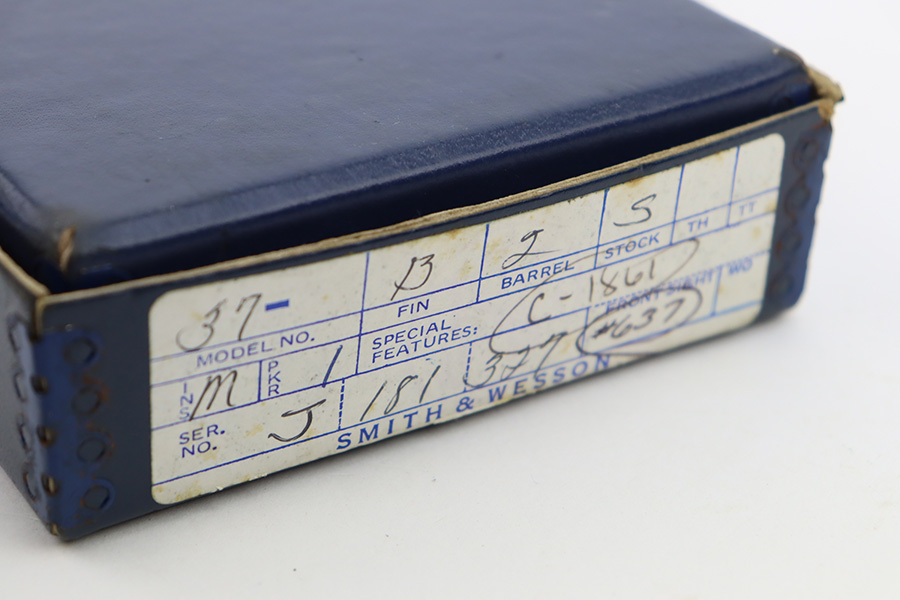 37- B 2 S
MODEL NO. FIN BARREL STOCK TH TT
INS M PKR 1 SPECIAL FEATURES: C-1861 FRONT SIGHT WO
#637
SER. NO. J 181 377
SMITH & WESSON